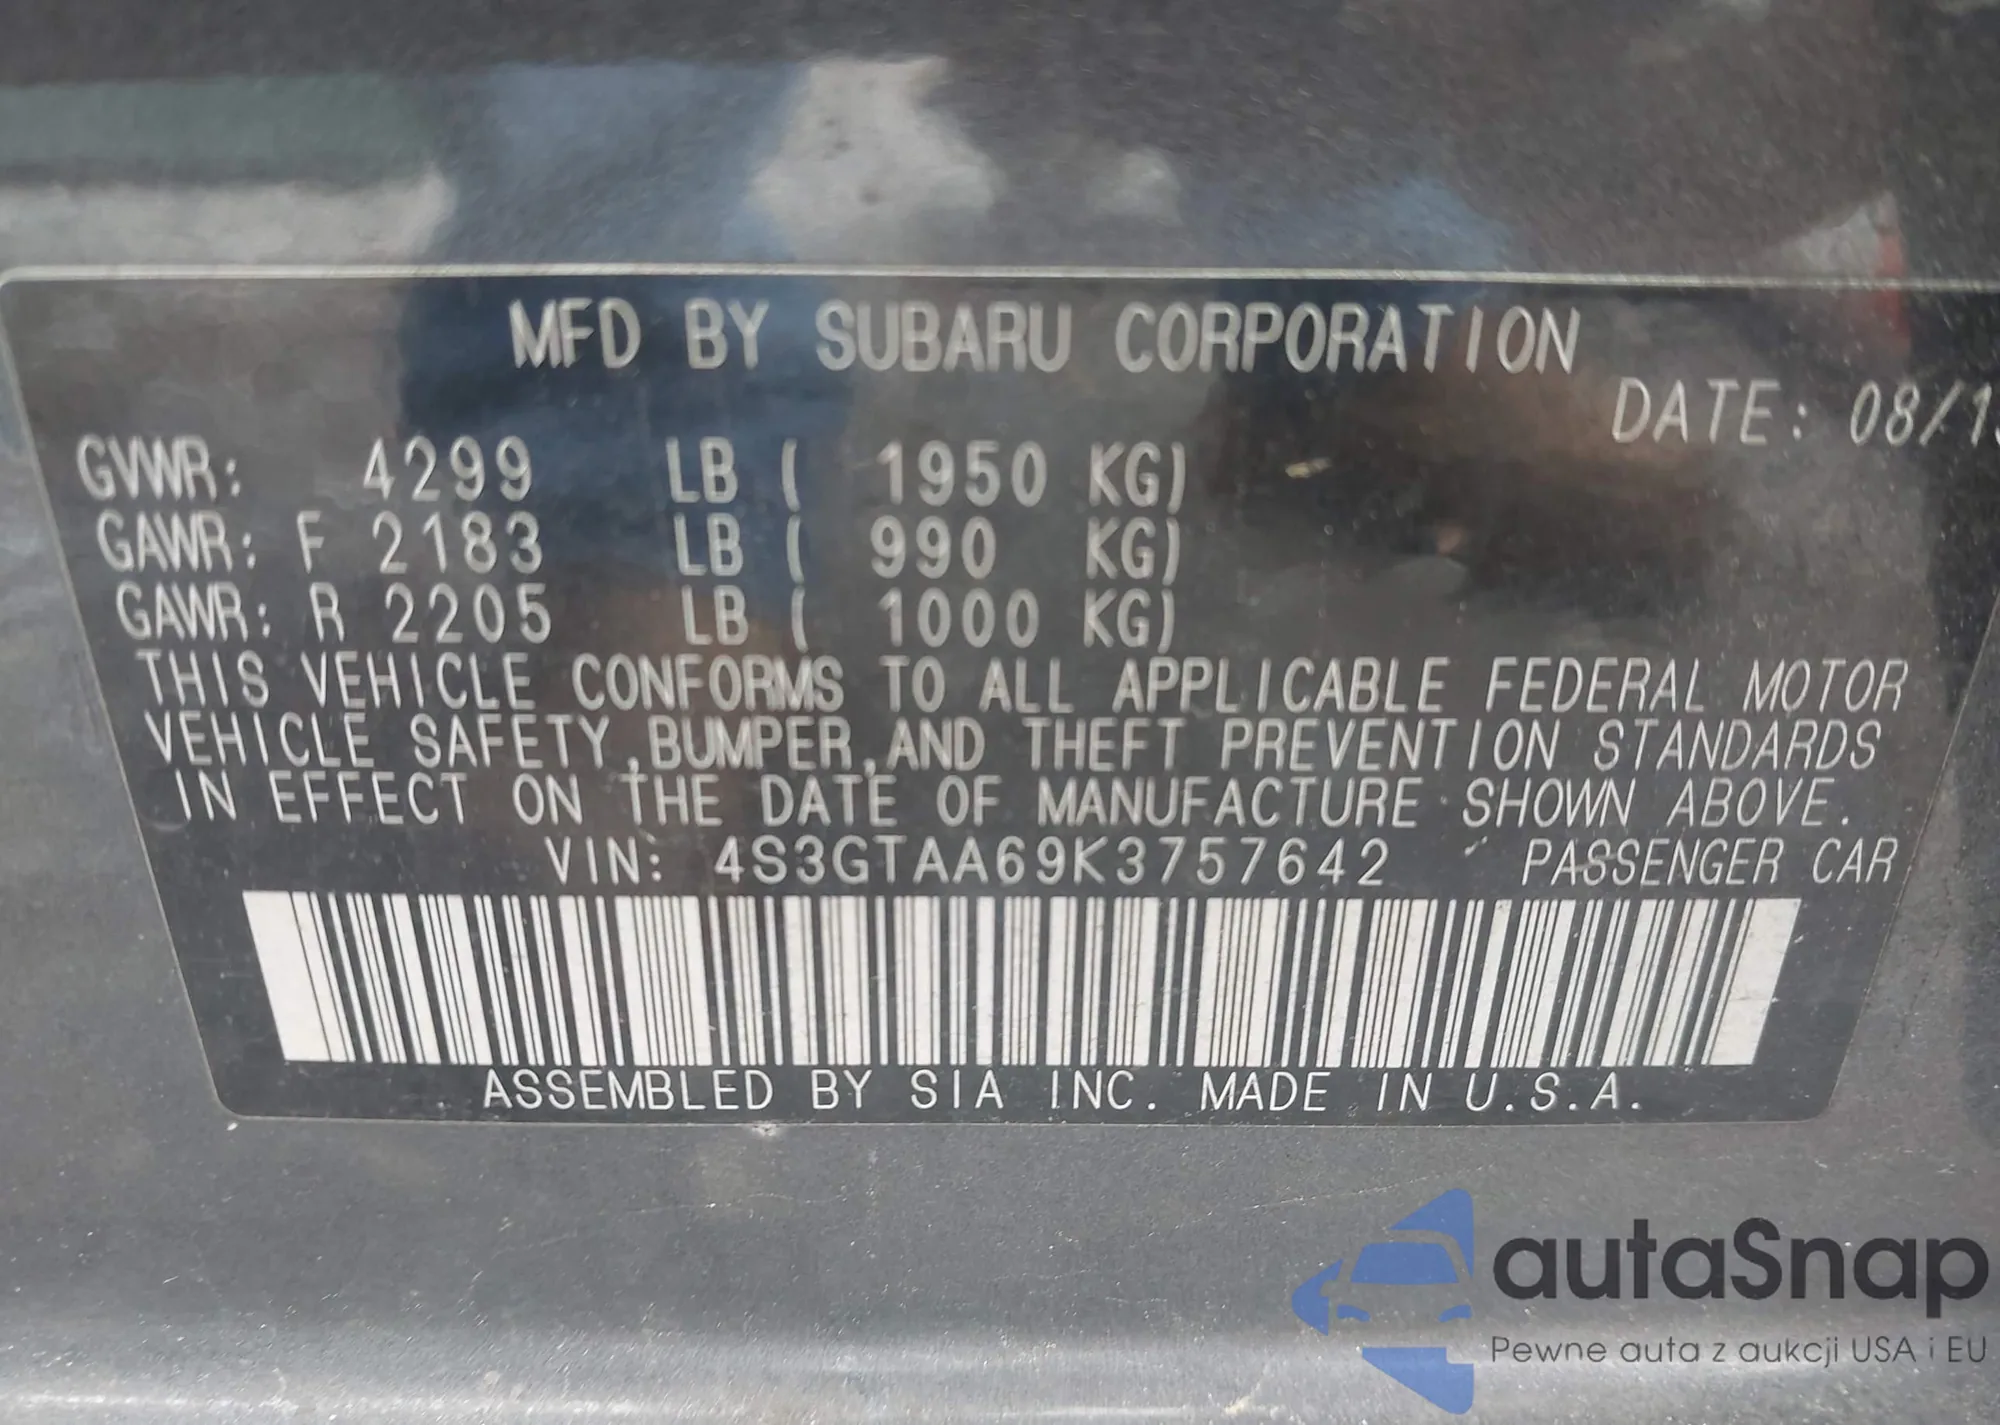 MFD BY SUBARU CORPORATION
DATE: 08/1
GVWR: 4299 LB ( 1950 KG)
GAWR: F 2183 LB ( 990 KG)
GAWR: R 2205 LB ( 1000 KG)
THIS VEHICLE CONFORMS TO ALL APPLICABLE FEDERAL MOTOR
VEHICLE SAFETY,BUMPER,AND THEFT PREVENTION STANDARDS
IN EFFECT ON THE DATE OF MANUFACTURE SHOWN ABOVE.
VIN: 4S3GTAA69K3757642 PASSENGER CAR
ASSEMBLED BY SIA INC. MADE IN U.S.A.
autaSnap
Pewne auta z aukcji USA i EU